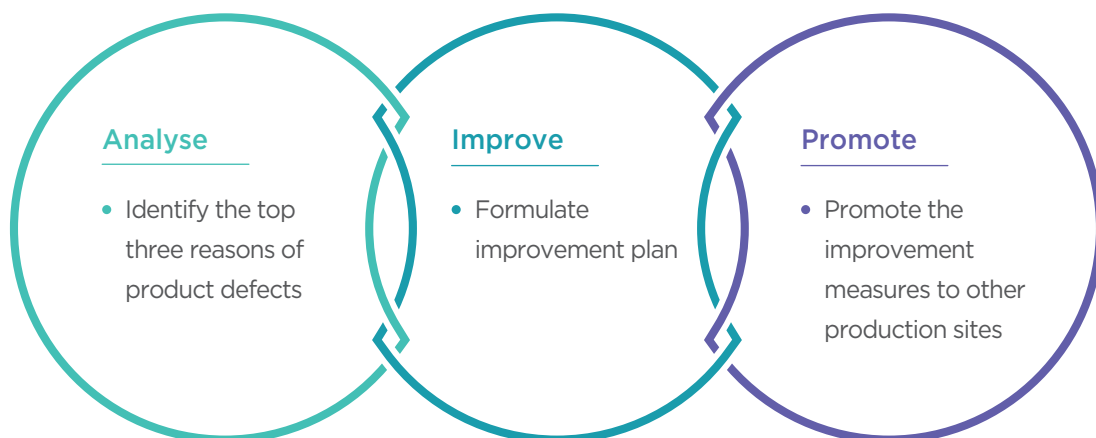 Analyse
• Identify the top
three reasons of
product defects
Improve
• Formulate
improvement plan
Promote
• Promote the
improvement
measures to other
production sites